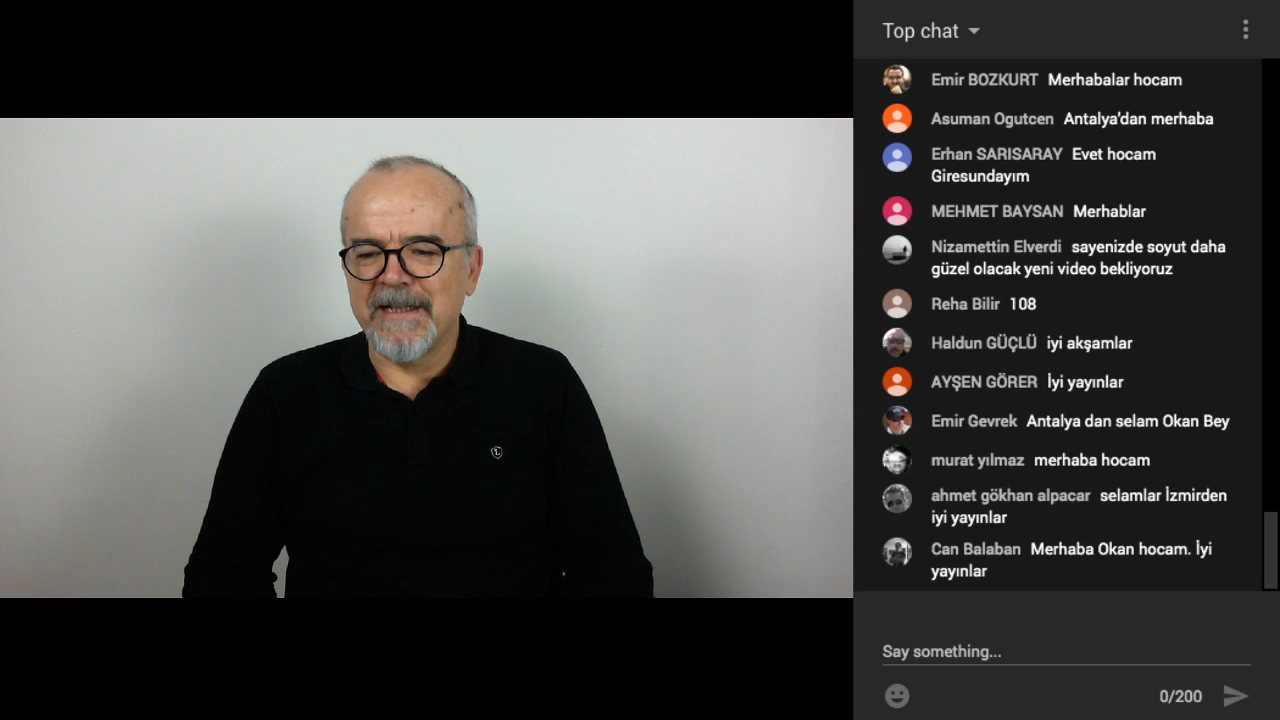 Top chat
Emir BOZKURT Merhabalar hocam
Asuman Ogutcen Antalya'dan merhaba
Erhan SARISARAY Evet hocam
Giresundayım
MEHMET BAYSAN Merhablar
Nizamettin Elverdi sayenizde soyut daha
güzel olacak yeni video bekliyoruz
Reha Bilir 108
Haldun GÜÇLÜ iyi akşamlar
AYŞEN GÖRER İyi yayınlar
Emir Gevrek Antalya dan selam Okan Bey
murat yılmaz merhaba hocam
ahmet gökhan alpacar selamlar İzmirden
iyi yayınlar
Can Balaban Merhaba Okan hocam. İyi
yayınlar
Say something...
0/200